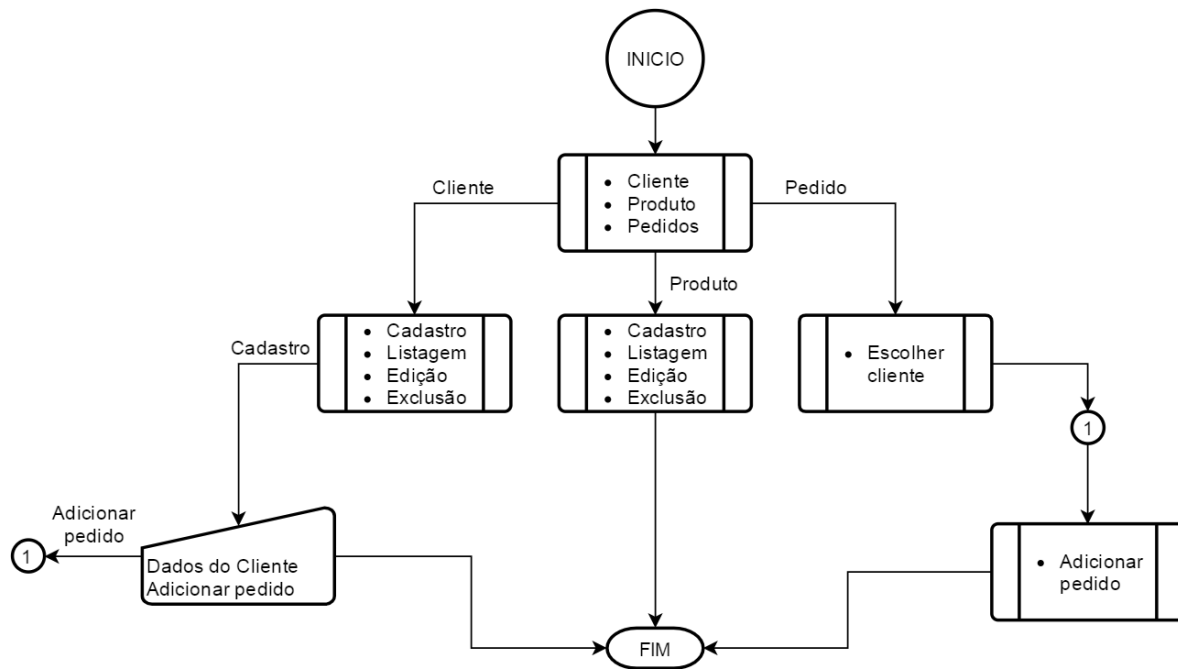 INICIO
Cliente
• Cliente
• Produto
• Pedidos
Pedido
Produto
Cadastro
• Cadastro
• Listagem
• Edição
• Exclusão
• Cadastro
• Listagem
• Edição
• Exclusão
• Escolher
cliente
1
Adicionar
pedido
1
Dados do Cliente
Adicionar pedido
• Adicionar
pedido
FIM